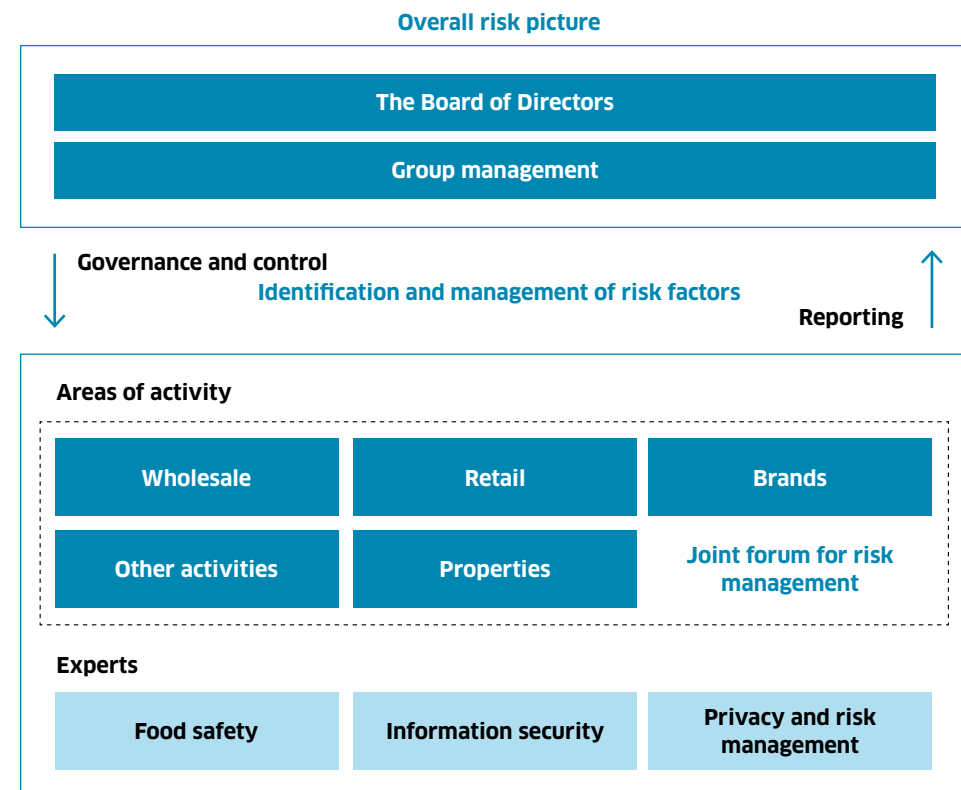 Overall risk picture
The Board of Directors
Group management
Governance and control
Identification and management of risk factors
Reporting
Areas of activity
Wholesale
Retail
Brands
Other activities
Properties
Joint forum for risk
management
Experts
Food safety
Information security
Privacy and risk
management